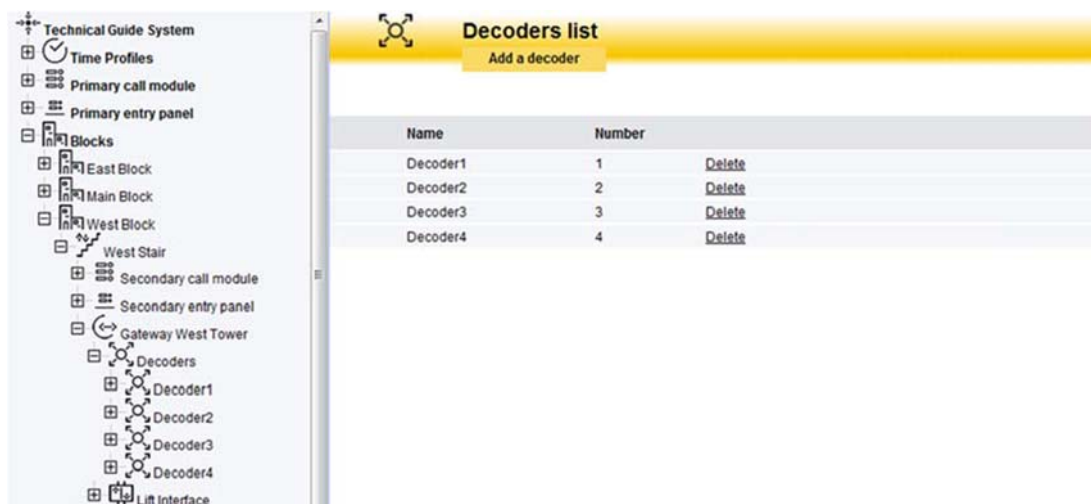 Technical Guide System
Time Profiles
Primary call module
Primary entry panel
Blocks
East Block
Main Block
West Block
West Stair
Secondary call module
Secondary entry panel
Gateway West Tower
Decoders
Decoder1
Decoder2
Decoder3
Decoder4
Lift Interface
Decoders list
Add a decoder
Name Number
Decoder1 1 Delete
Decoder2 2 Delete
Decoder3 3 Delete
Decoder4 4 Delete